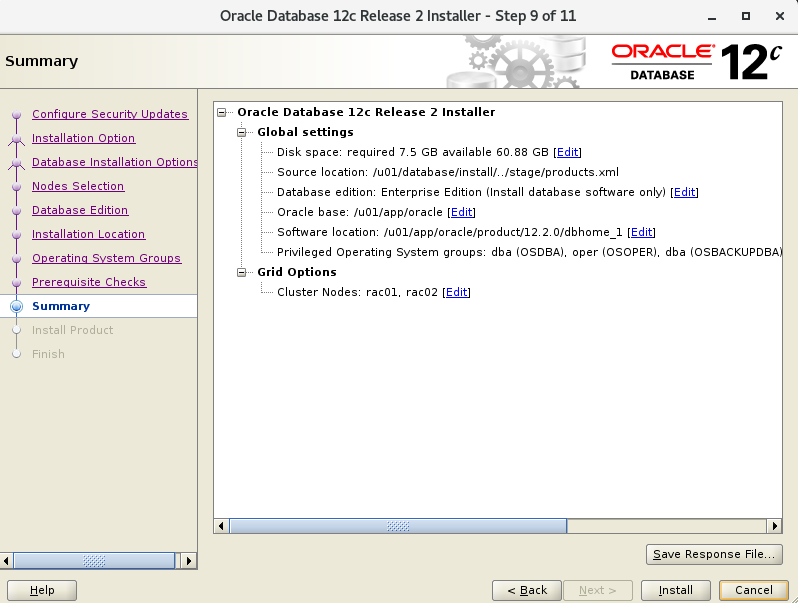 Oracle Database 12c Release 2 Installer - Step 9 of 11
Summary
ORACLE®
DATABASE
12c
Configure Security Updates
Installation Option
Database Installation Options
Nodes Selection
Database Edition
Installation Location
Operating System Groups
Prerequisite Checks
Summary
Install Product
Finish
Oracle Database 12c Release 2 Installer
Global settings
Disk space: required 7.5 GB available 60.88 GB [Edit]
Source location: /u01/database/install/../stage/products.xml
Database edition: Enterprise Edition (Install database software only) [Edit]
Oracle base: /u01/app/oracle [Edit]
Software location: /u01/app/oracle/product/12.2.0/dbhome_1 [Edit]
Privileged Operating System groups: dba (OSDBA), oper (OSOPER), dba (OSBACKUPDBA)
Grid Options
Cluster Nodes: rac01, rac02 [Edit]
Save Response File...
Help
< Back
Next >
Install
Cancel